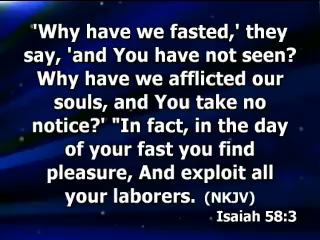 'Why have we fasted,' they
say, 'and You have not seen?
Why have we afflicted our
souls, and You take no
notice?' "In fact, in the day
of your fast you find
pleasure, And exploit all
your laborers. (NKJV)
Isaiah 58:3